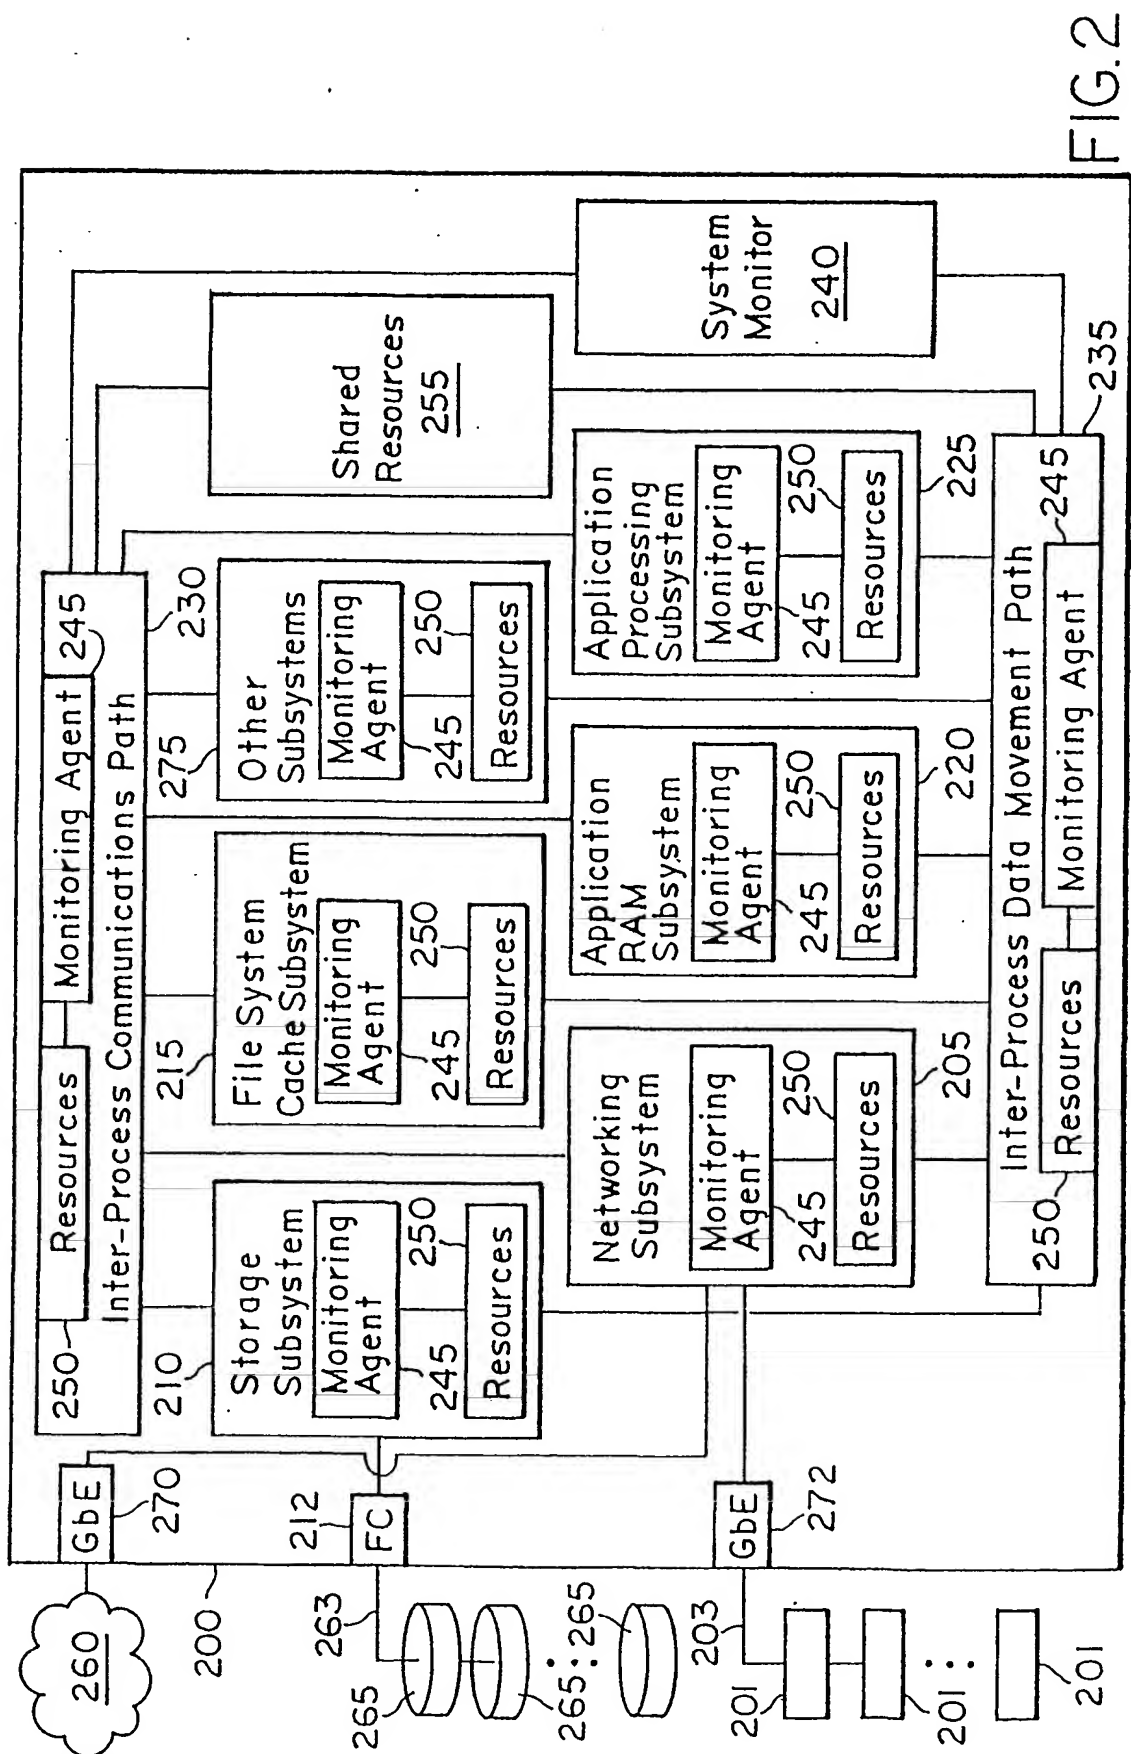 260
GbE
270
200
250
Resources
Monitoring Agent
245
Inter-Process Communications Path
230
210
Storage
Subsystem
Monitoring
Agent
250
245
Resources
215
File System
Cache Subsystem
Monitoring
Agent
250
245
Resources
275
Other
Subsystems
Monitoring
Agent
250
245
Resources
Shared
Resources
255
System
Monitor
240
212
FC
263
265
265
265
Networking
Subsystem
Monitoring
Agent
250
245
Resources
205
Application
RAM
Subsystem
Monitoring
Agent
250
245
Resources
220
Application
Processing
Subsystem
Monitoring
Agent
250
245
Resources
225
GbE
272
203
201
201
201
Inter-Process Data Movement Path
250
Resources
Monitoring Agent
245
235
FIG.2